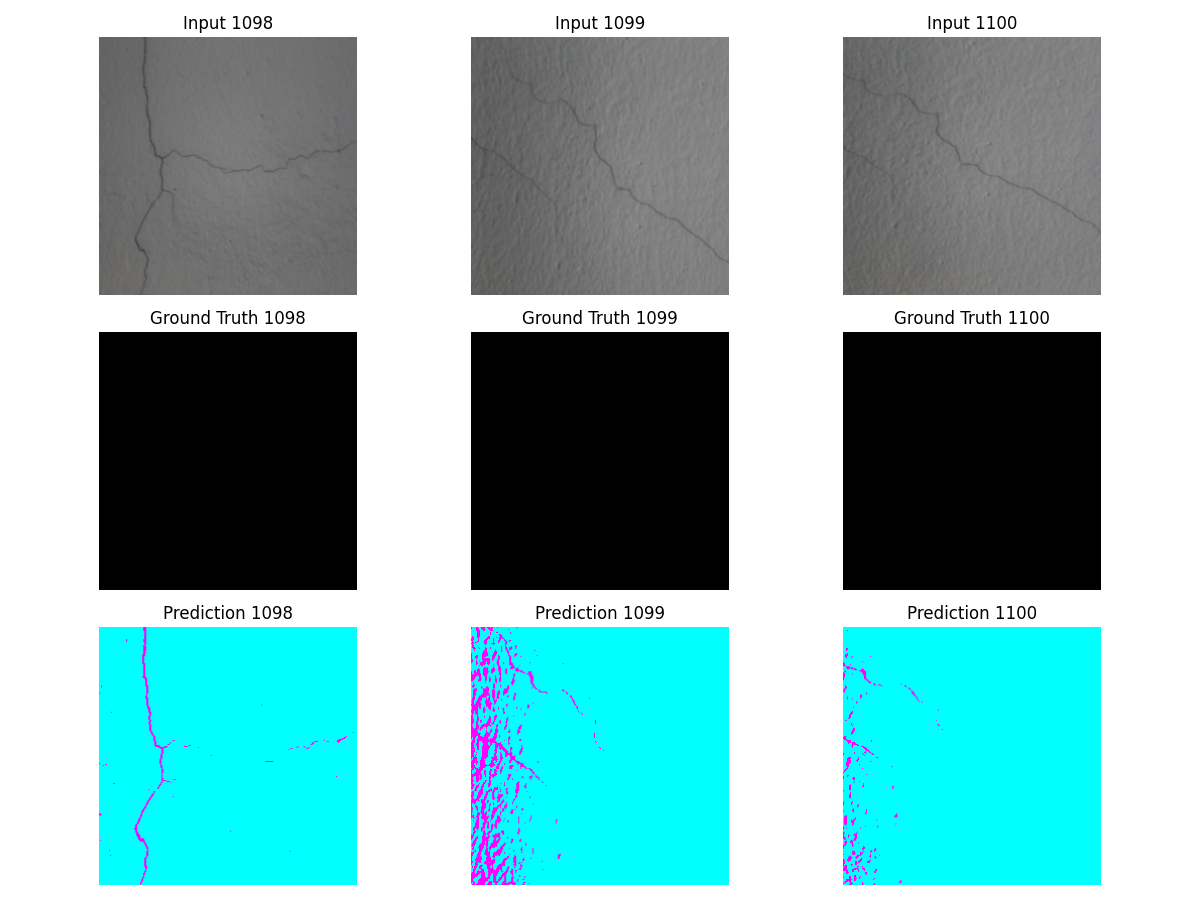 Input 1098
Input 1099
Input 1100
Ground Truth 1098
Ground Truth 1099
Ground Truth 1100
Prediction 1098
Prediction 1099
Prediction 1100